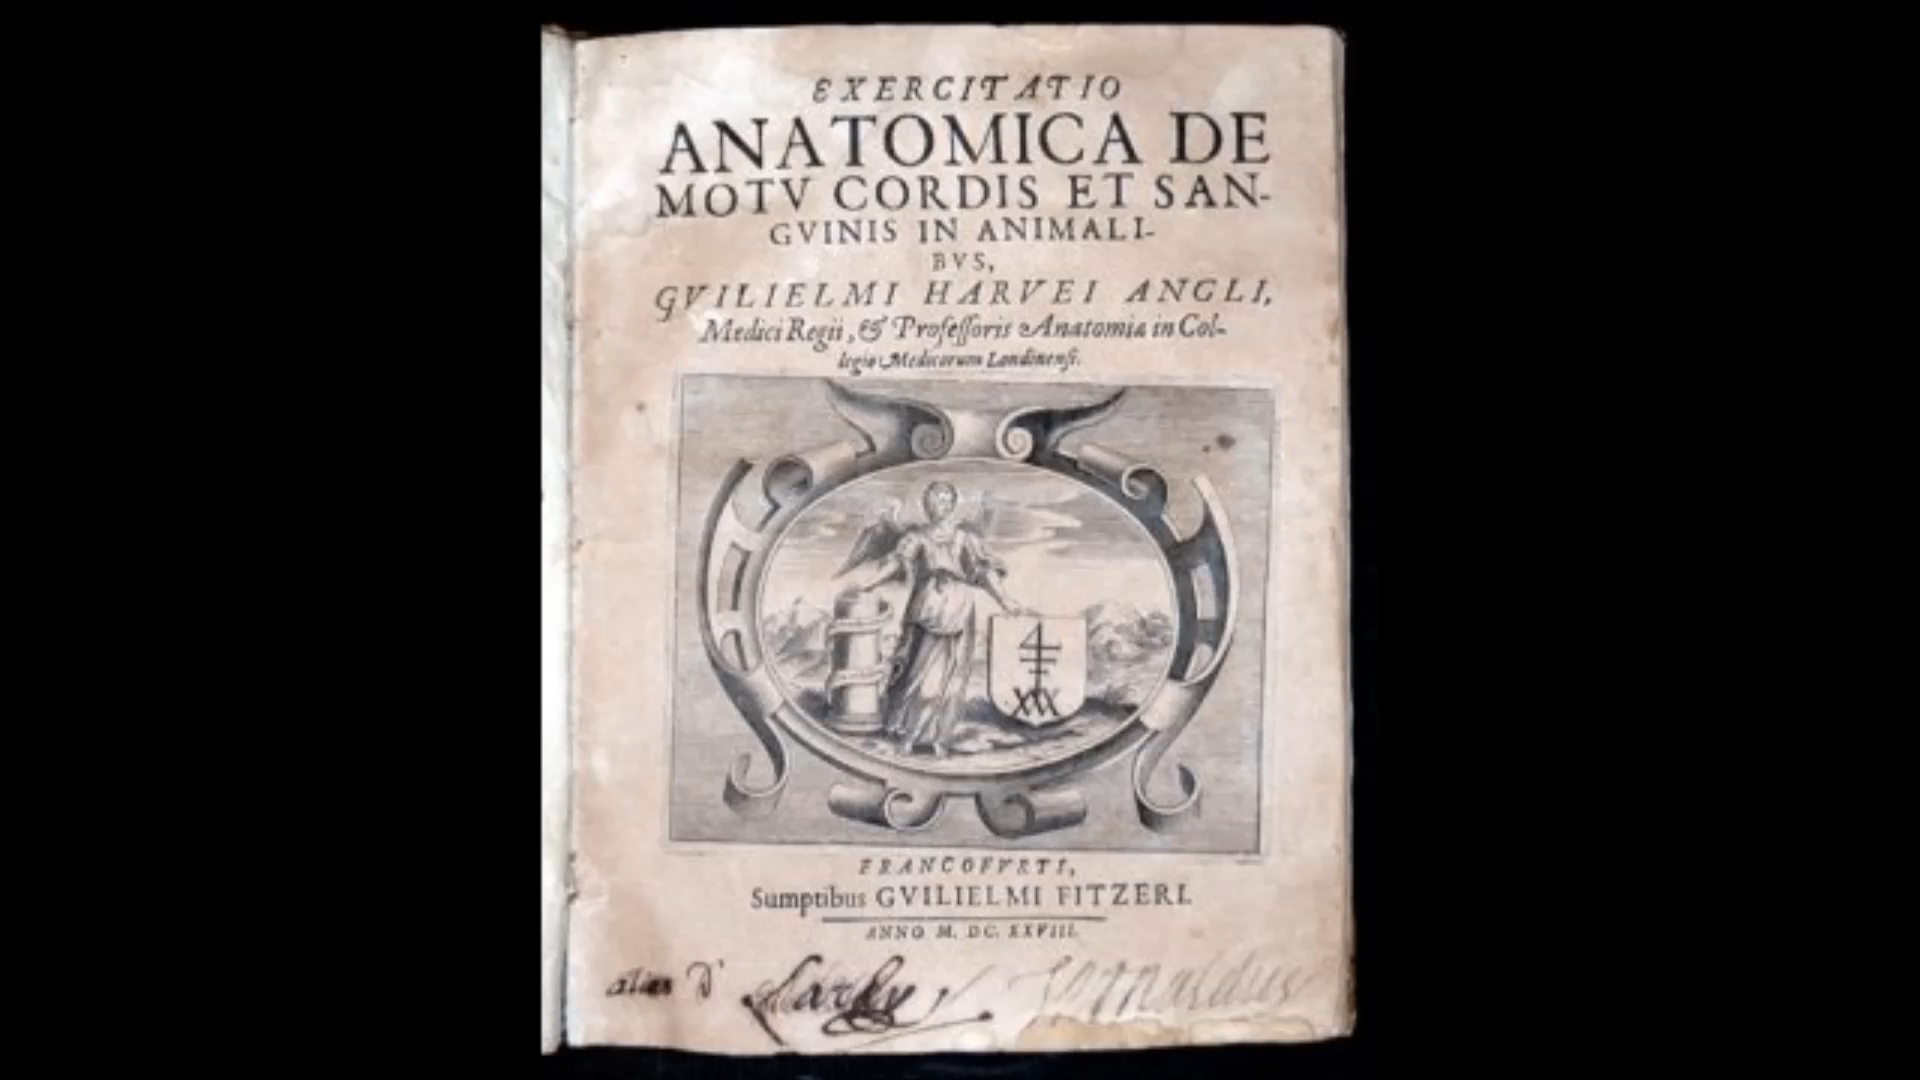 EXERCITATIO
ANATOMICA DE
MOTV CORDIS ET SAN-
GVINIS IN ANIMALI-
BVS,
GVILIELMI HARVEI ANGLI,
Medici Regii, & Professoris Anatomiæ in Col-
legio Medicorum Londinensi.
FRANCOFVRTI,
Sumptibus GVILIELMI FITZERI.
ANNO M. DC. XXVIII.
alias D'